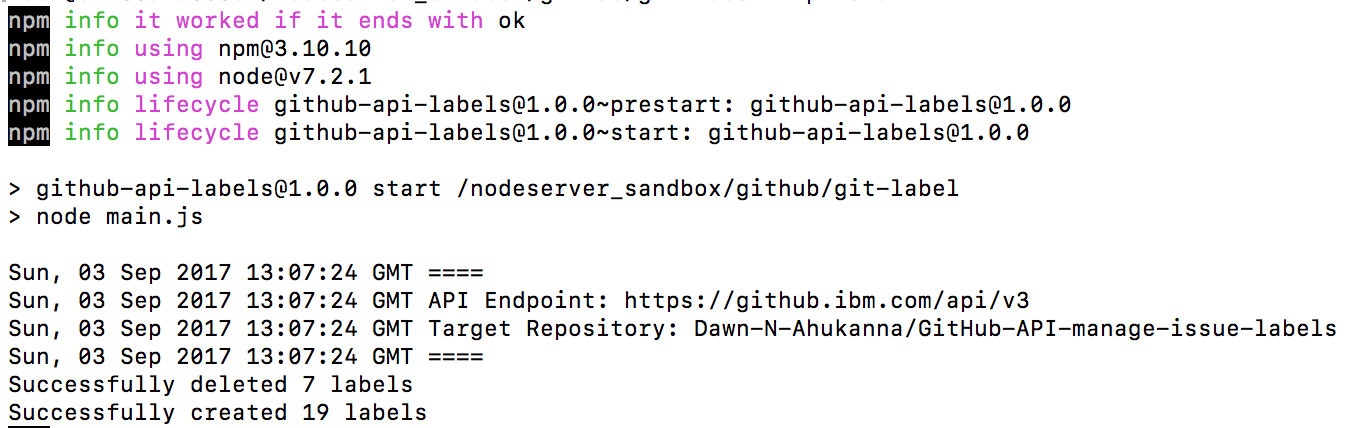 npm info it worked if it ends with ok
npm info using npm@3.10.10
npm info using node@v7.2.1
npm info lifecycle github-api-labels@1.0.0~prestart: github-api-labels@1.0.0
npm info lifecycle github-api-labels@1.0.0~start: github-api-labels@1.0.0
> github-api-labels@1.0.0 start /nodeserver_sandbox/github/git-label
> node main.js
Sun, 03 Sep 2017 13:07:24 GMT ====
Sun, 03 Sep 2017 13:07:24 GMT API Endpoint: https://github.ibm.com/api/v3
Sun, 03 Sep 2017 13:07:24 GMT Target Repository: Dawn-N-Ahukanna/GitHub-API-manage-issue-labels
Sun, 03 Sep 2017 13:07:24 GMT ====
Successfully deleted 7 labels
Successfully created 19 labels